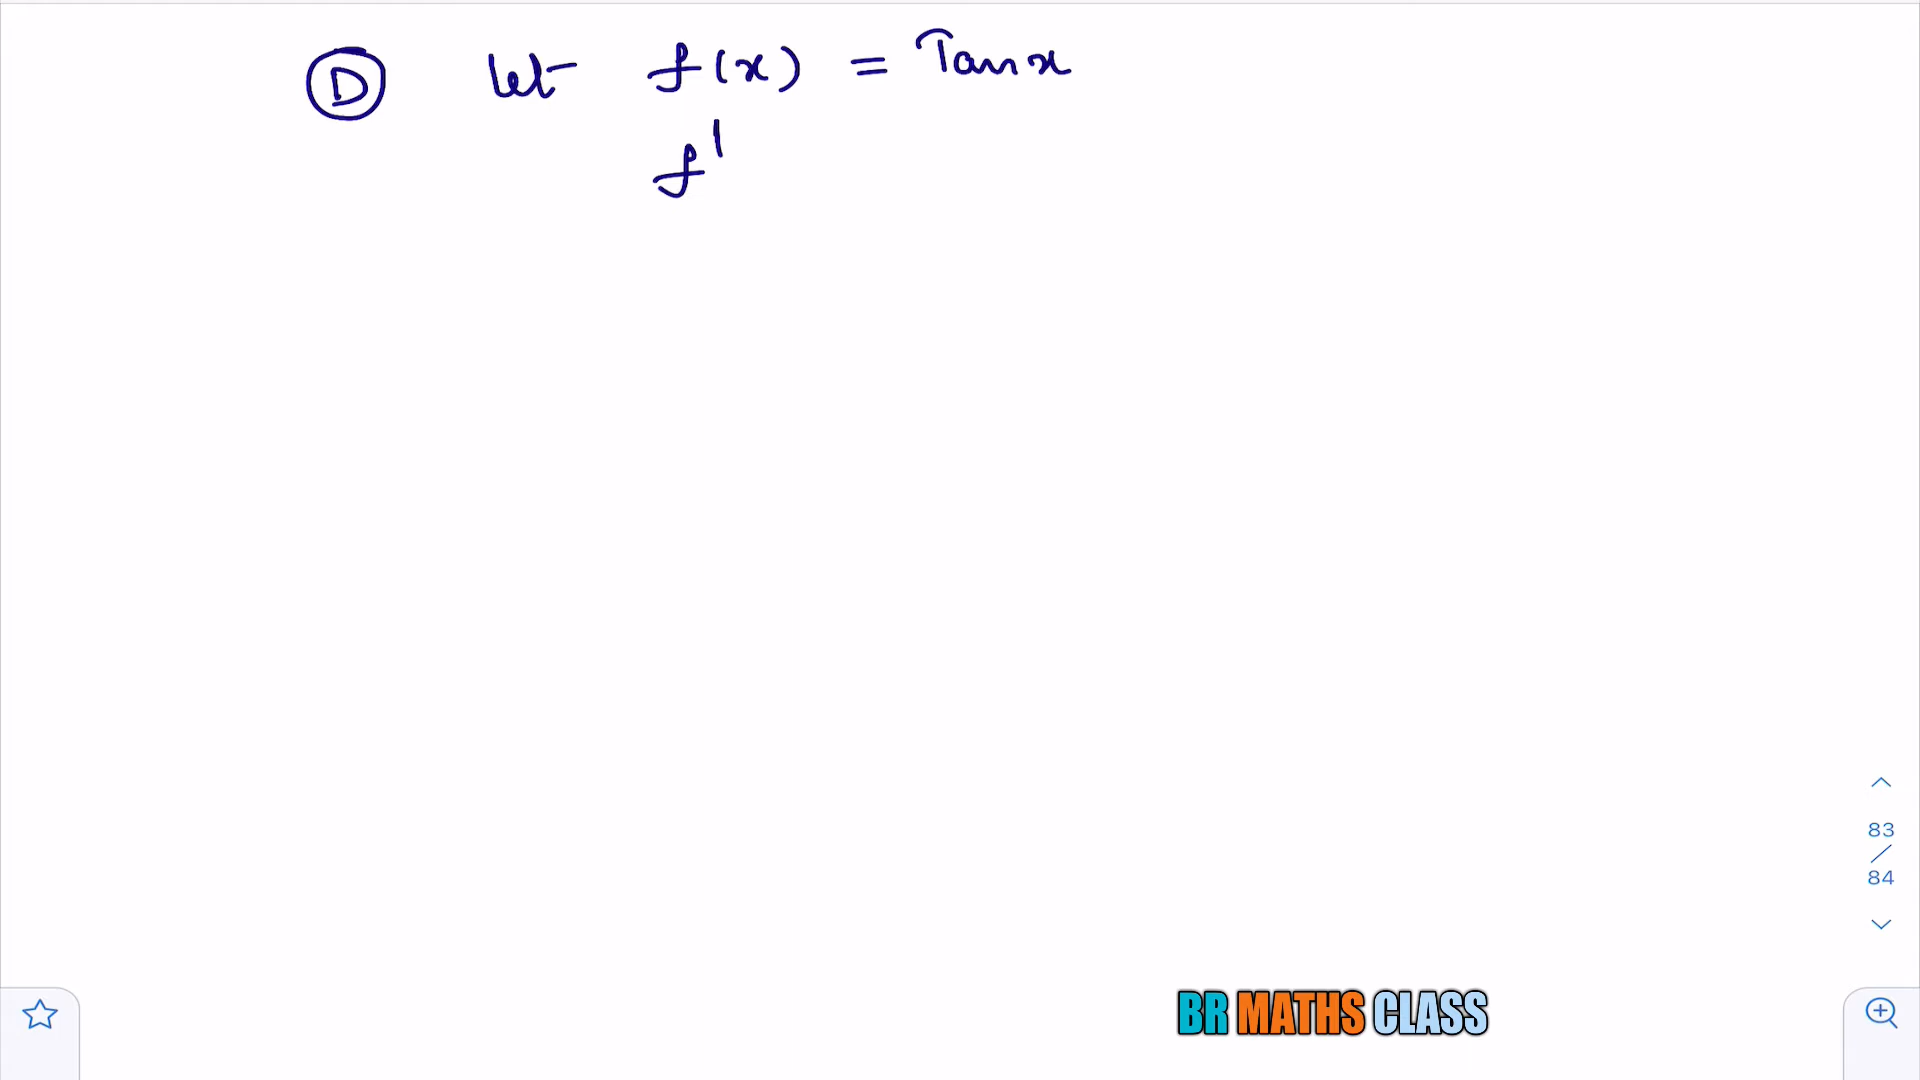 D let f(x) = Tan x
f'
83
/
84
BR MATHS CLASS